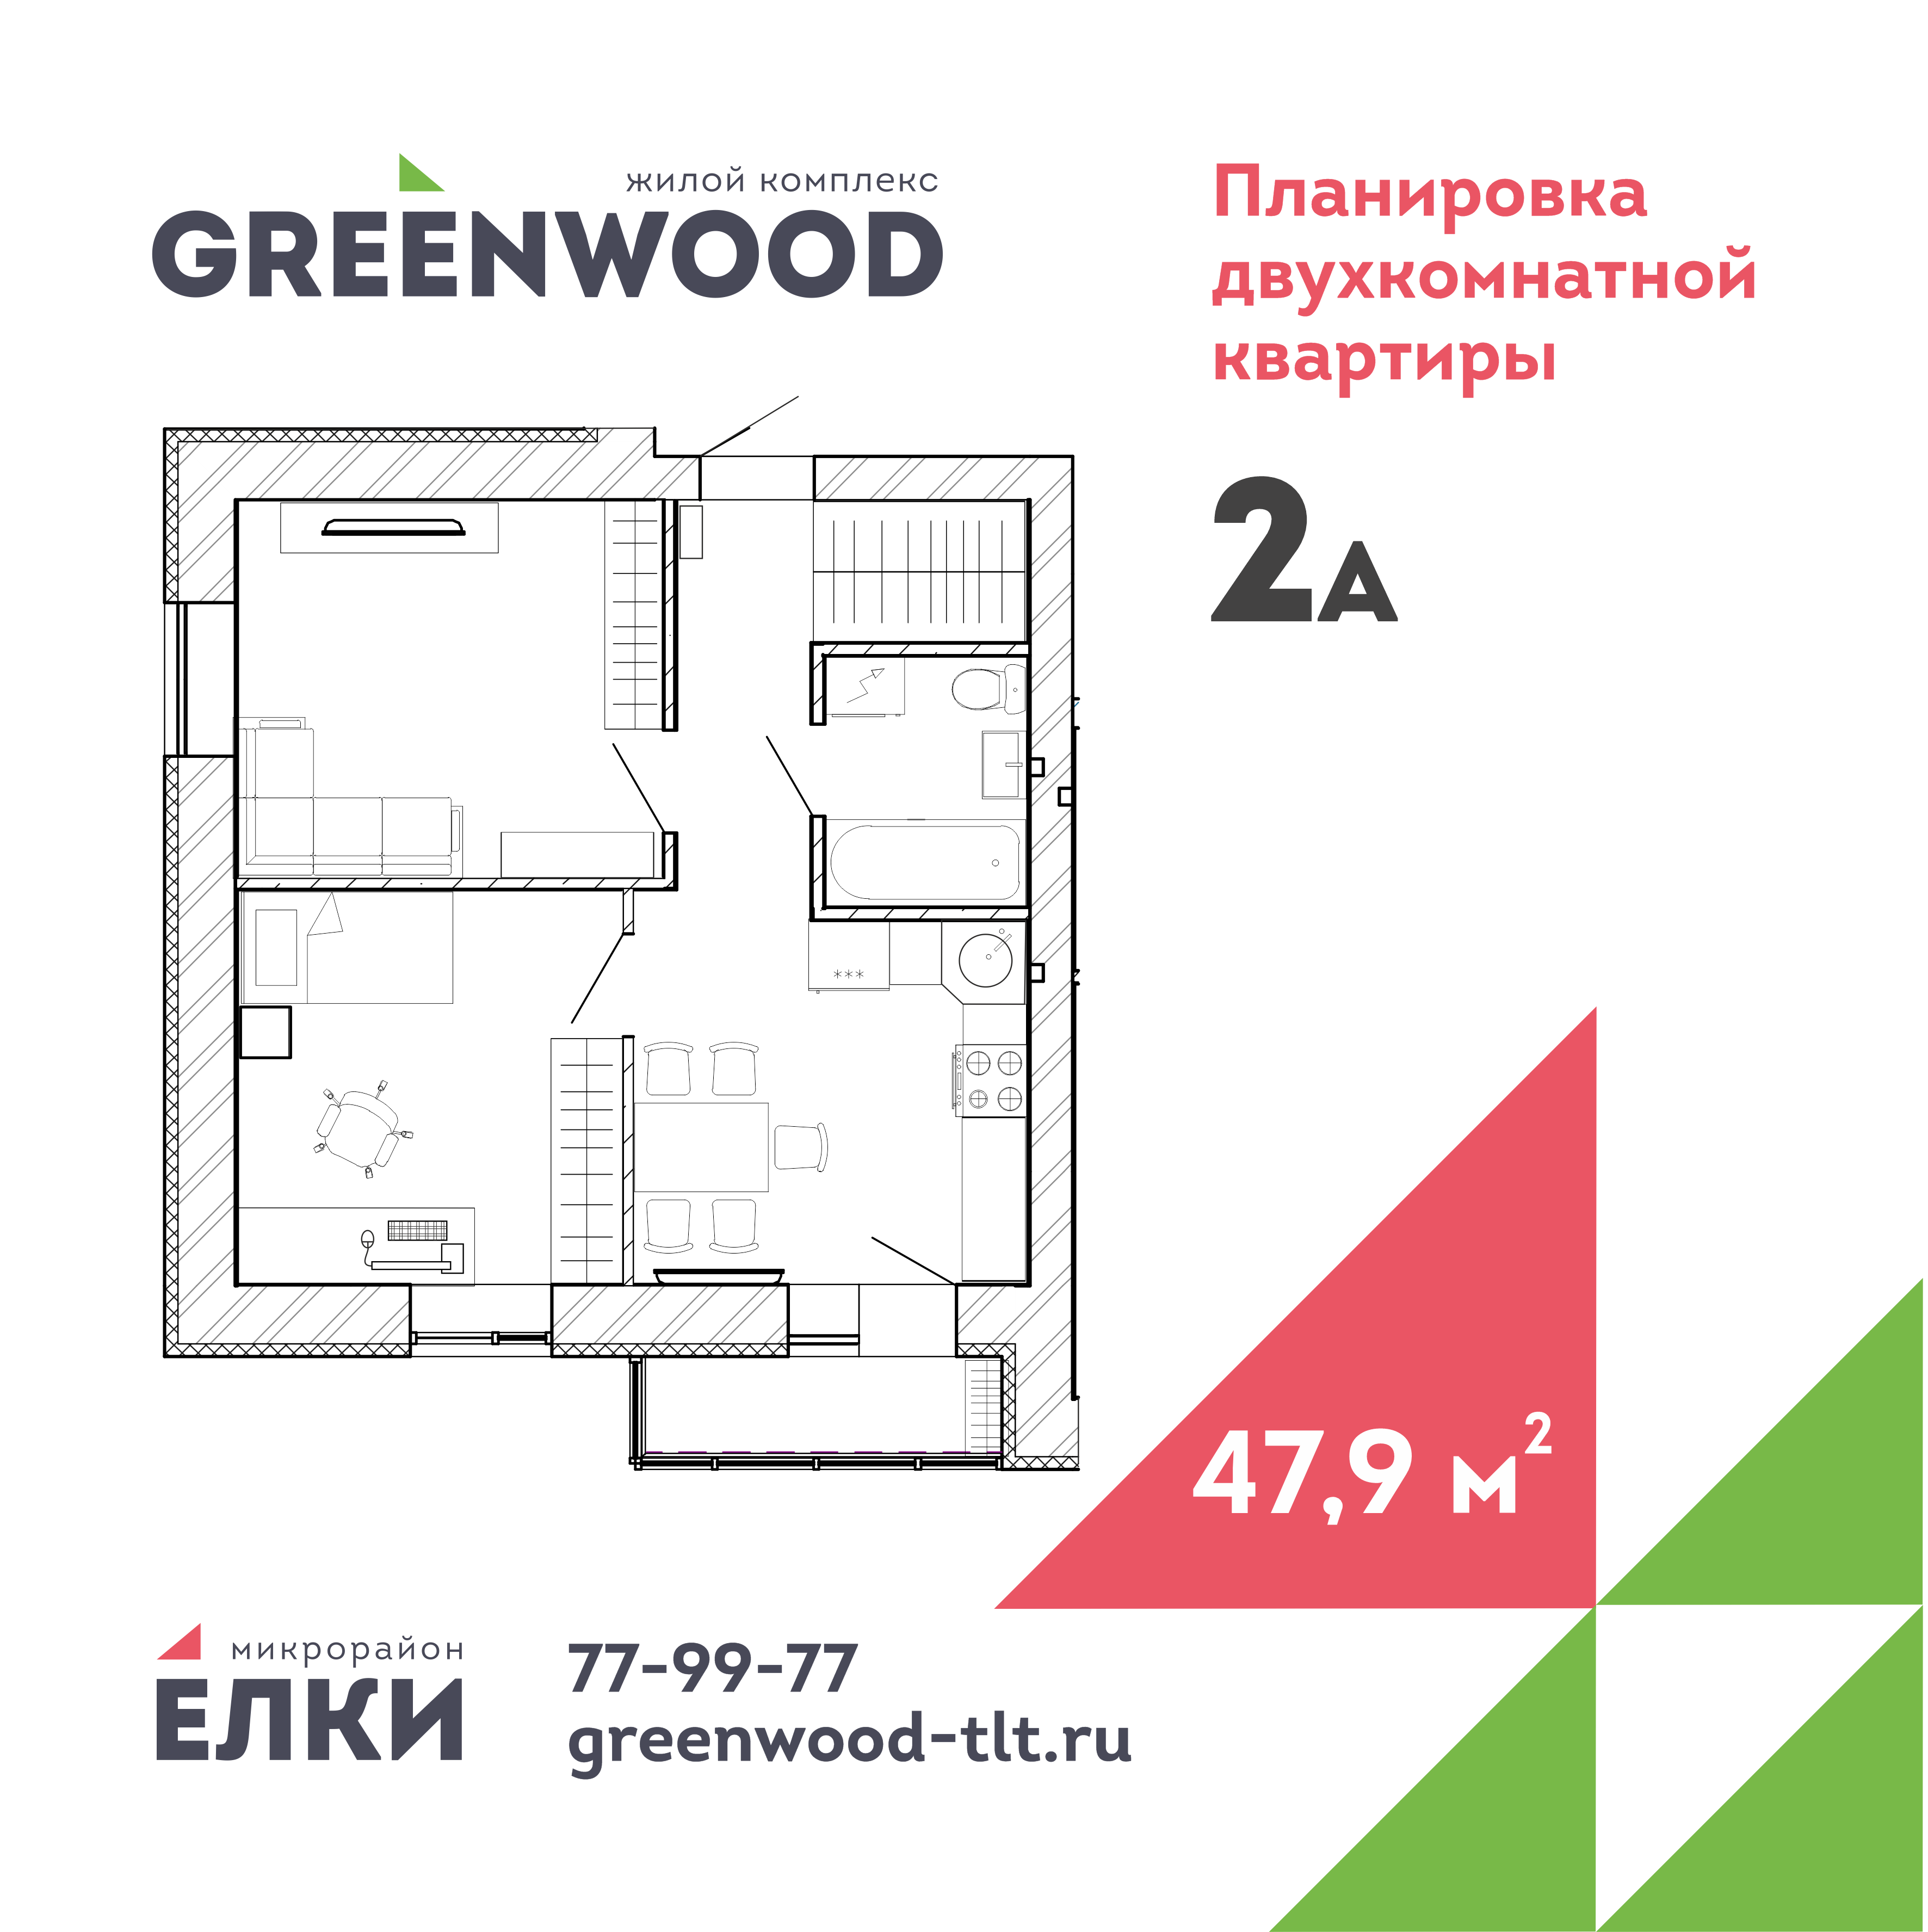 жилой комплекс
GREENWOOD
Планировка
двухкомнатной
квартиры
2А
***
47,9 м²
микрорайон
ЕЛКИ
77-99-77
greenwood-tlt.ru